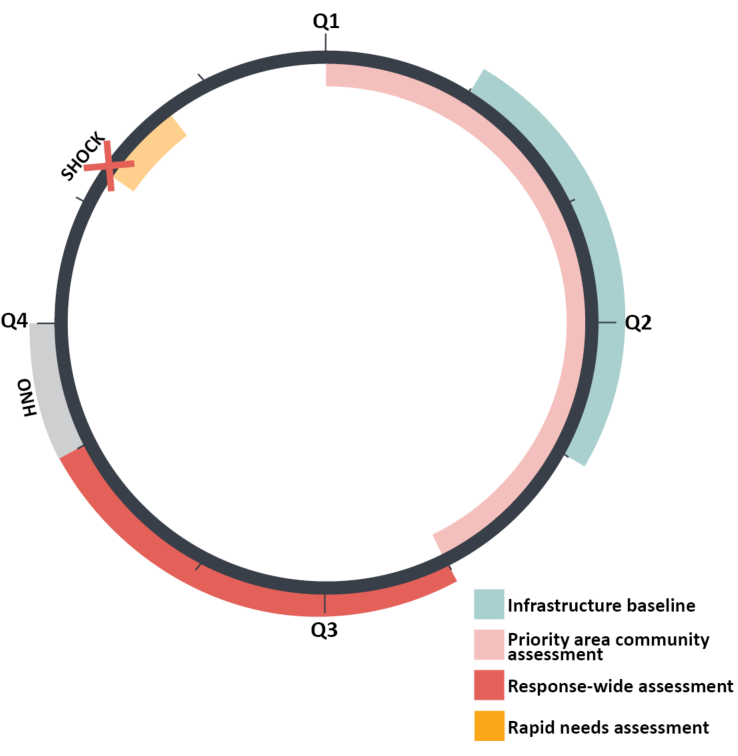 Q1
SHOCK
Q4
Q2
HNO
Q3
Infrastructure baseline
Priority area community
assessment
Response-wide assessment
Rapid needs assessment